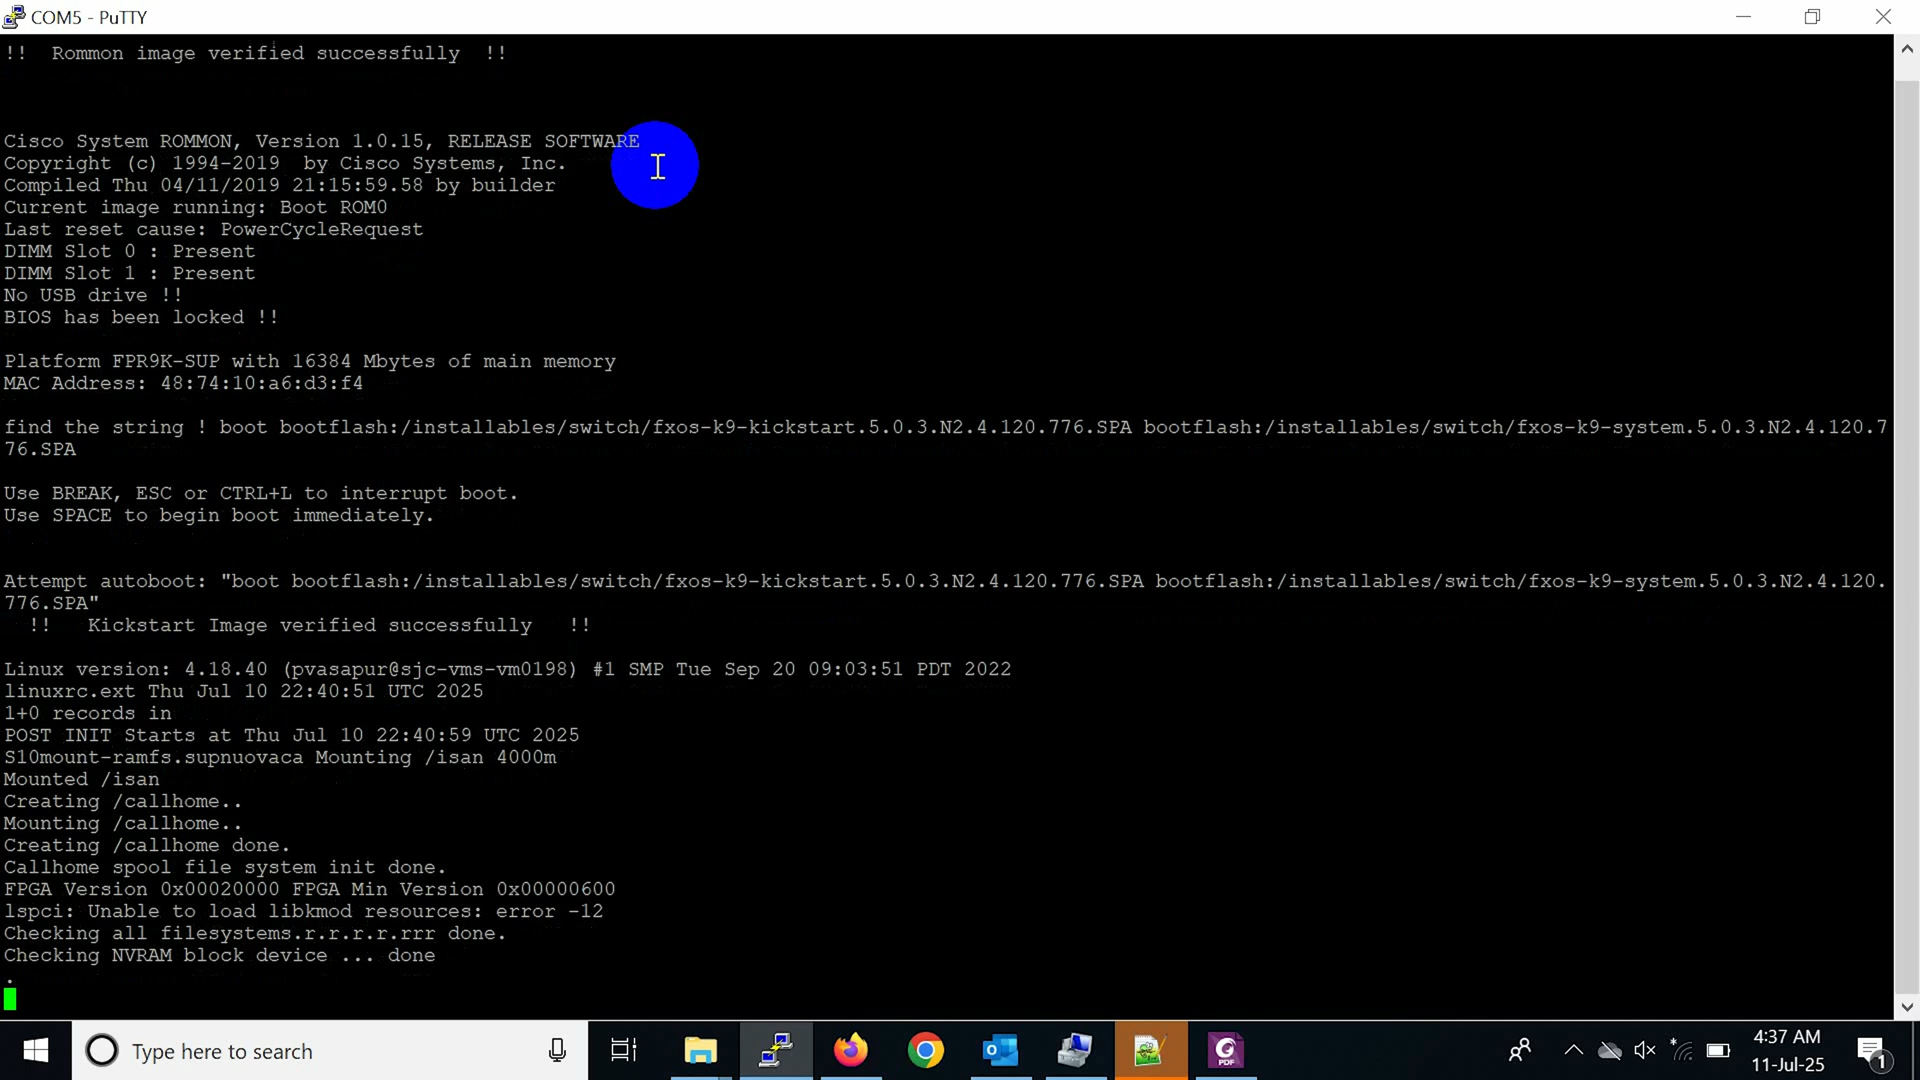 COM5 - PuTTY
!!  Rommon image verified successfully  !!
Cisco System ROMMON, Version 1.0.15, RELEASE SOFTWARE
Copyright (c) 1994-2019  by Cisco Systems, Inc.
Compiled Thu 04/11/2019 21:15:59.58 by builder
Current image running: Boot ROM0
Last reset cause: PowerCycleRequest
DIMM Slot 0 : Present
DIMM Slot 1 : Present
No USB drive !!
BIOS has been locked !!
Platform FPR9K-SUP with 16384 Mbytes of main memory
MAC Address: 48:74:10:a6:d3:f4
find the string ! boot bootflash:/installables/switch/fxos-k9-kickstart.5.0.3.N2.4.120.776.SPA bootflash:/installables/switch/fxos-k9-system.5.0.3.N2.4.120.7
76.SPA
Use BREAK, ESC or CTRL+L to interrupt boot.
Use SPACE to begin boot immediately.
Attempt autoboot: "boot bootflash:/installables/switch/fxos-k9-kickstart.5.0.3.N2.4.120.776.SPA bootflash:/installables/switch/fxos-k9-system.5.0.3.N2.4.120.
776.SPA"
!!   Kickstart Image verified successfully   !!
Linux version: 4.18.40 (pvasapur@sjc-vms-vm0198) #1 SMP Tue Sep 20 09:03:51 PDT 2022
linuxrc.ext Thu Jul 10 22:40:51 UTC 2025
1+0 records in
POST INIT Starts at Thu Jul 10 22:40:59 UTC 2025
S10mount-ramfs.supnuovaca Mounting /isan 4000m
Mounted /isan
Creating /callhome..
Mounting /callhome..
Creating /callhome done.
Callhome spool file system init done.
FPGA Version 0x00020000 FPGA Min Version 0x00000600
lspci: Unable to load libkmod resources: error -12
Checking all filesystems.r.r.r.r.rrr done.
Checking NVRAM block device ... done
.
Type here to search
PDF
4:37 AM
11-Jul-25
1